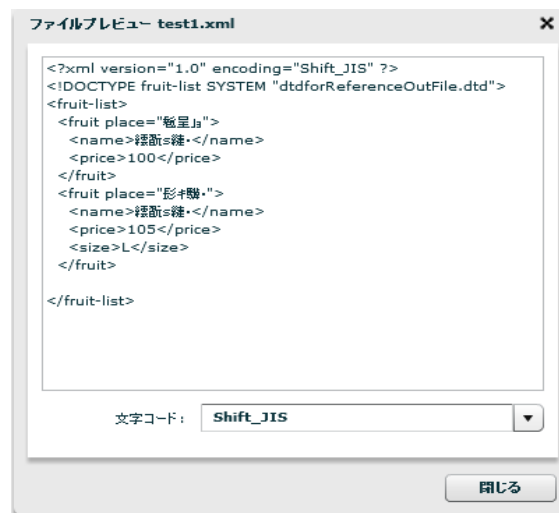 ファイルプレビュー test1.xml
<?xml version="1.0" encoding="Shift_JIS" ?>
<!DOCTYPE fruit-list SYSTEM "dtdforReferenceOutFile.dtd">
<fruit-list>
<fruit place="">
<name></name>
<price>100</price>
</fruit>
<fruit place="">
<name></name>
<price>105</price>
<size>L</size>
</fruit>
</fruit-list>
文字コード:
Shift_JIS
閉じる